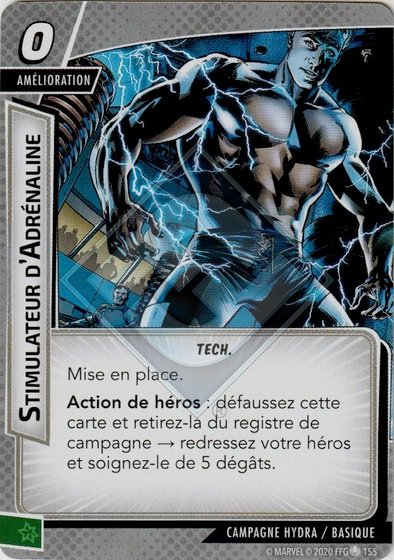 0
AMÉLIORATION
STIMULATEUR D'ADRÉNALINE
TECH.
Mise en place.
Action de héros : défaussez cette
carte et retirez-la du registre de
campagne → redressez votre héros
et soignez-le de 5 dégâts.
CAMPAGNE HYDRA / BASIQUE
© MARVEL © 2020 FFG 155